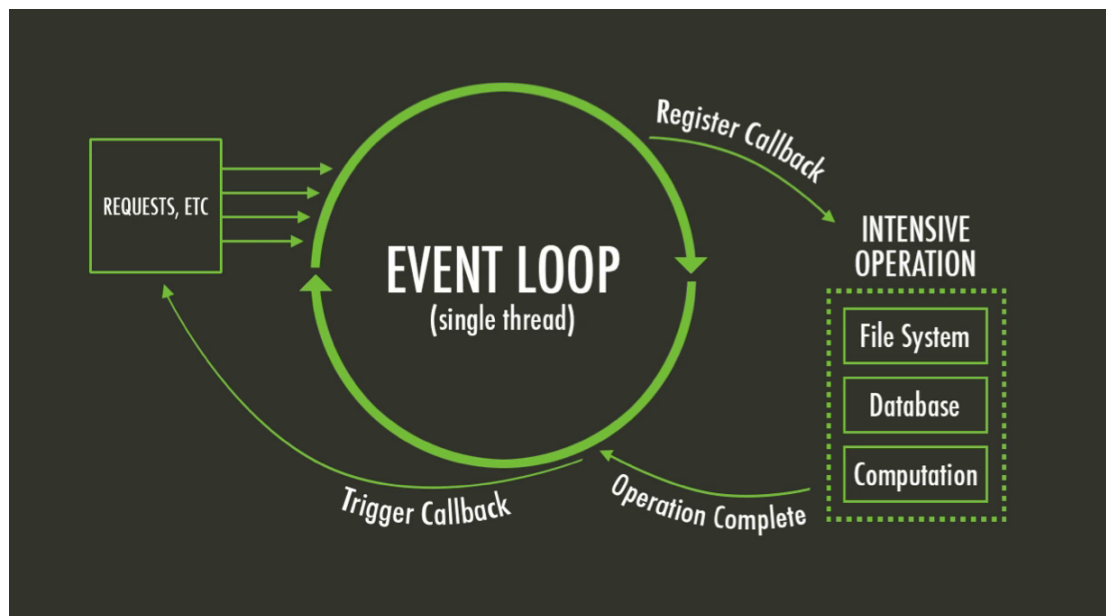 REQUESTS, ETC
EVENT LOOP
(single thread)
Register Callback
INTENSIVE
OPERATION
File System
Database
Computation
Operation Complete
Trigger Callback